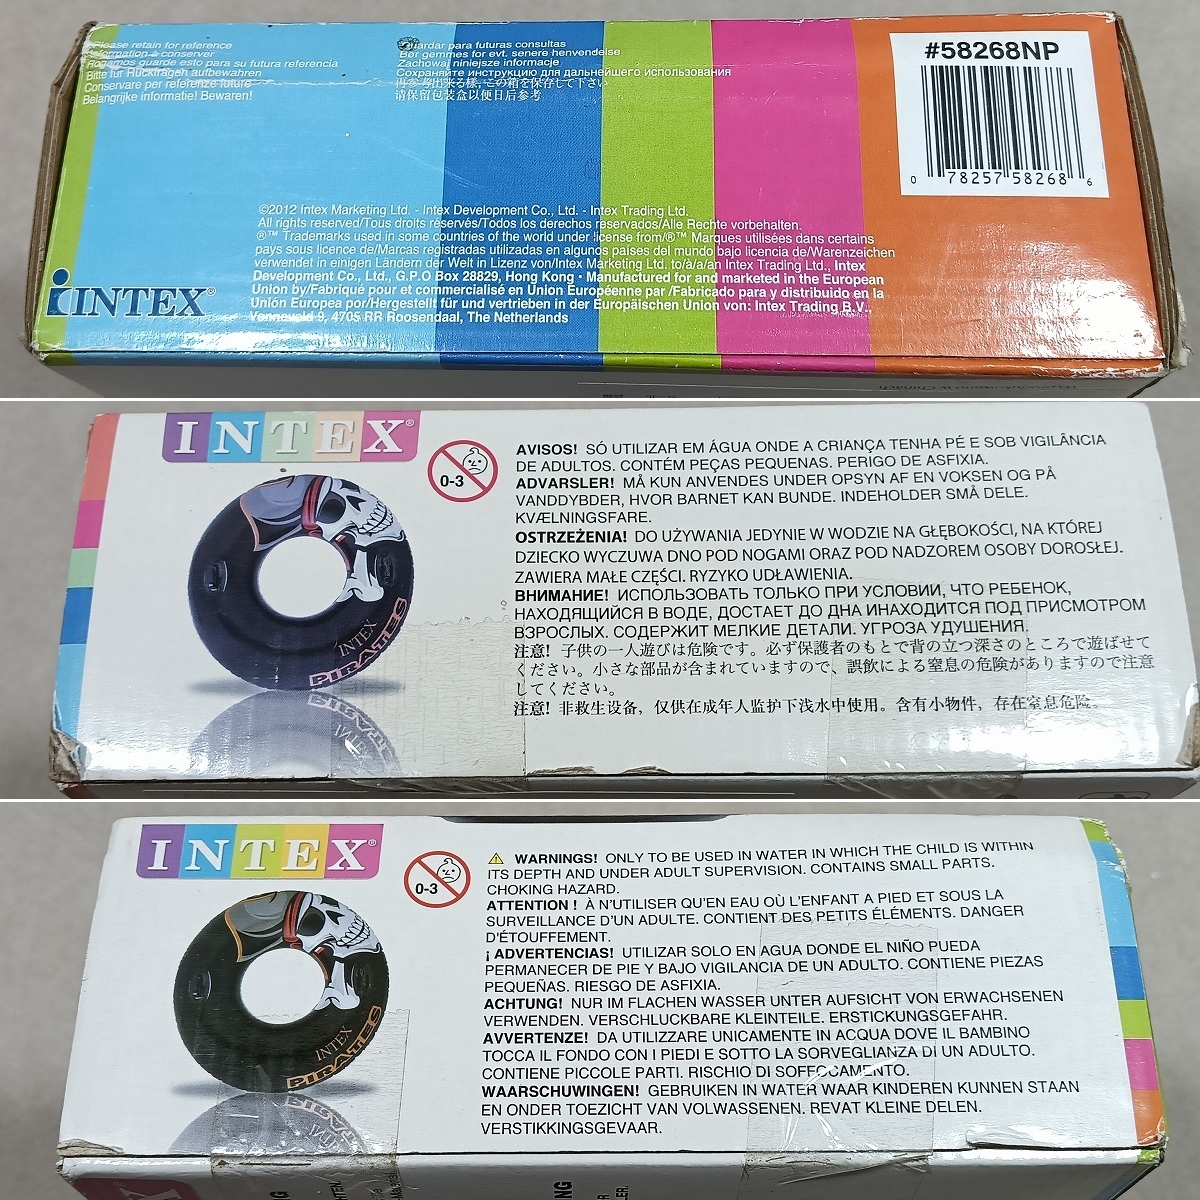 Please retain for reference
Information à conserver
Rogamos guarde esto para su futura referencia
Bitte für Rückfragen aufbewahren
Conservare per referenze future
Belangrijke informatie! Bewaren!
Guardar para futuras consultas
Bør gemmes for evt. senere henvendelse
Zachowaj niniejsze informacje
Сохраняйте инструкцию для дальнейшего использования
再参考出来る様, この箱を保存して下さい
请保留包装盒以便日后参考
#58268NP
0 78257 58268 6
©2012 Intex Marketing Ltd. - Intex Development Co., Ltd. - Intex Trading Ltd.
All rights reserved/Tous droits réservés/Todos los derechos reservados/Alle Rechte vorbehalten.
®™ Trademarks used in some countries of the world under license from/®™ Marques utilisées dans certains
pays sous licence de/Marcas registradas utilizadas en algunos países del mundo bajo licencia de/Warenzeichen
verwendet in einigen Ländern der Welt in Lizenz von/Intex Marketing Ltd. to/à/a/an Intex Trading Ltd., Intex
Development Co., Ltd., G.P.O Box 28829, Hong Kong • Manufactured for and marketed in the European
Union by/Fabriqué pour et commercialisé en Union Européenne par /Fabricado para y distribuido en la
Unión Europea por/Hergestellt für und vertrieben in der Europäischen Union von: Intex Trading B.V.,
Venneveld 9, 4705 RR Roosendaal, The Netherlands
INTEX®
INTEX®
0-3
INTEX
PIRATES
AVISOS! SÓ UTILIZAR EM ÁGUA ONDE A CRIANÇA TENHA PÉ E SOB VIGILÂNCIA
DE ADULTOS. CONTÉM PEÇAS PEQUENAS. PERIGO DE ASFIXIA.
ADVARSLER! MÅ KUN ANVENDES UNDER OPSYN AF EN VOKSEN OG PÅ
VANDDYBDER, HVOR BARNET KAN BUNDE. INDEHOLDER SMÅ DELE.
KVÆLNINGSFARE.
OSTRZEŻENIA! DO UŻYWANIA JEDYNIE W WODZIE NA GŁĘBOKOŚCI, NA KTÓREJ
DZIECKO WYCZUWA DNO POD NOGAMI ORAZ POD NADZOREM OSOBY DOROSŁEJ.
ZAWIERA MAŁE CZĘŚCI. RYZYKO UDŁAWIENIA.
ВНИМАНИЕ! ИСПОЛЬЗОВАТЬ ТОЛЬКО ПРИ УСЛОВИИ, ЧТО РЕБЕНОК,
НАХОДЯЩИЙСЯ В ВОДЕ, ДОСТАЕТ ДО ДНА ИНАХОДИТСЯ ПОД ПРИСМОТРОМ
ВЗРОСЛЫХ. СОДЕРЖИТ МЕЛКИЕ ДЕТАЛИ. УГРОЗА УДУШЕНИЯ.
注意! 子供の一人遊びは危険です。必ず保護者のもとで背の立つ深さのところで遊ばせて
ください。小さな部品が含まれていますので、誤飲による窒息の危険がありますので注意
してください。
注意! 非救生设备，仅供在成年人监护下浅水中使用。含有小物件，存在窒息危险。
INTEX®
0-3
INTEX
PIRATES
WARNINGS! ONLY TO BE USED IN WATER IN WHICH THE CHILD IS WITHIN
ITS DEPTH AND UNDER ADULT SUPERVISION. CONTAINS SMALL PARTS.
CHOKING HAZARD.
ATTENTION ! À N'UTILISER QU'EN EAU OÙ L'ENFANT A PIED ET SOUS LA
SURVEILLANCE D'UN ADULTE. CONTIENT DES PETITS ÉLÉMENTS. DANGER
D'ÉTOUFFEMENT.
¡ ADVERTENCIAS! UTILIZAR SOLO EN AGUA DONDE EL NIÑO PUEDA
PERMANECER DE PIE Y BAJO VIGILANCIA DE UN ADULTO. CONTIENE PIEZAS
PEQUEÑAS. RIESGO DE ASFIXIA.
ACHTUNG! NUR IM FLACHEN WASSER UNTER AUFSICHT VON ERWACHSENEN
VERWENDEN. VERSCHLUCKBARE KLEINTEILE. ERSTICKUNGSGEFAHR.
AVVERTENZE! DA UTILIZZARE UNICAMENTE IN ACQUA DOVE IL BAMBINO
TOCCA IL FONDO CON I PIEDI E SOTTO LA SORVEGLIANZA DI UN ADULTO.
CONTIENE PICCOLE PARTI. RISCHIO DI SOFFOCAMENTO.
WAARSCHUWINGEN! GEBRUIKEN IN WATER WAAR KINDEREN KUNNEN STAAN
EN ONDER TOEZICHT VAN VOLWASSENEN. BEVAT KLEINE DELEN.
VERSTIKKINGSGEVAAR.